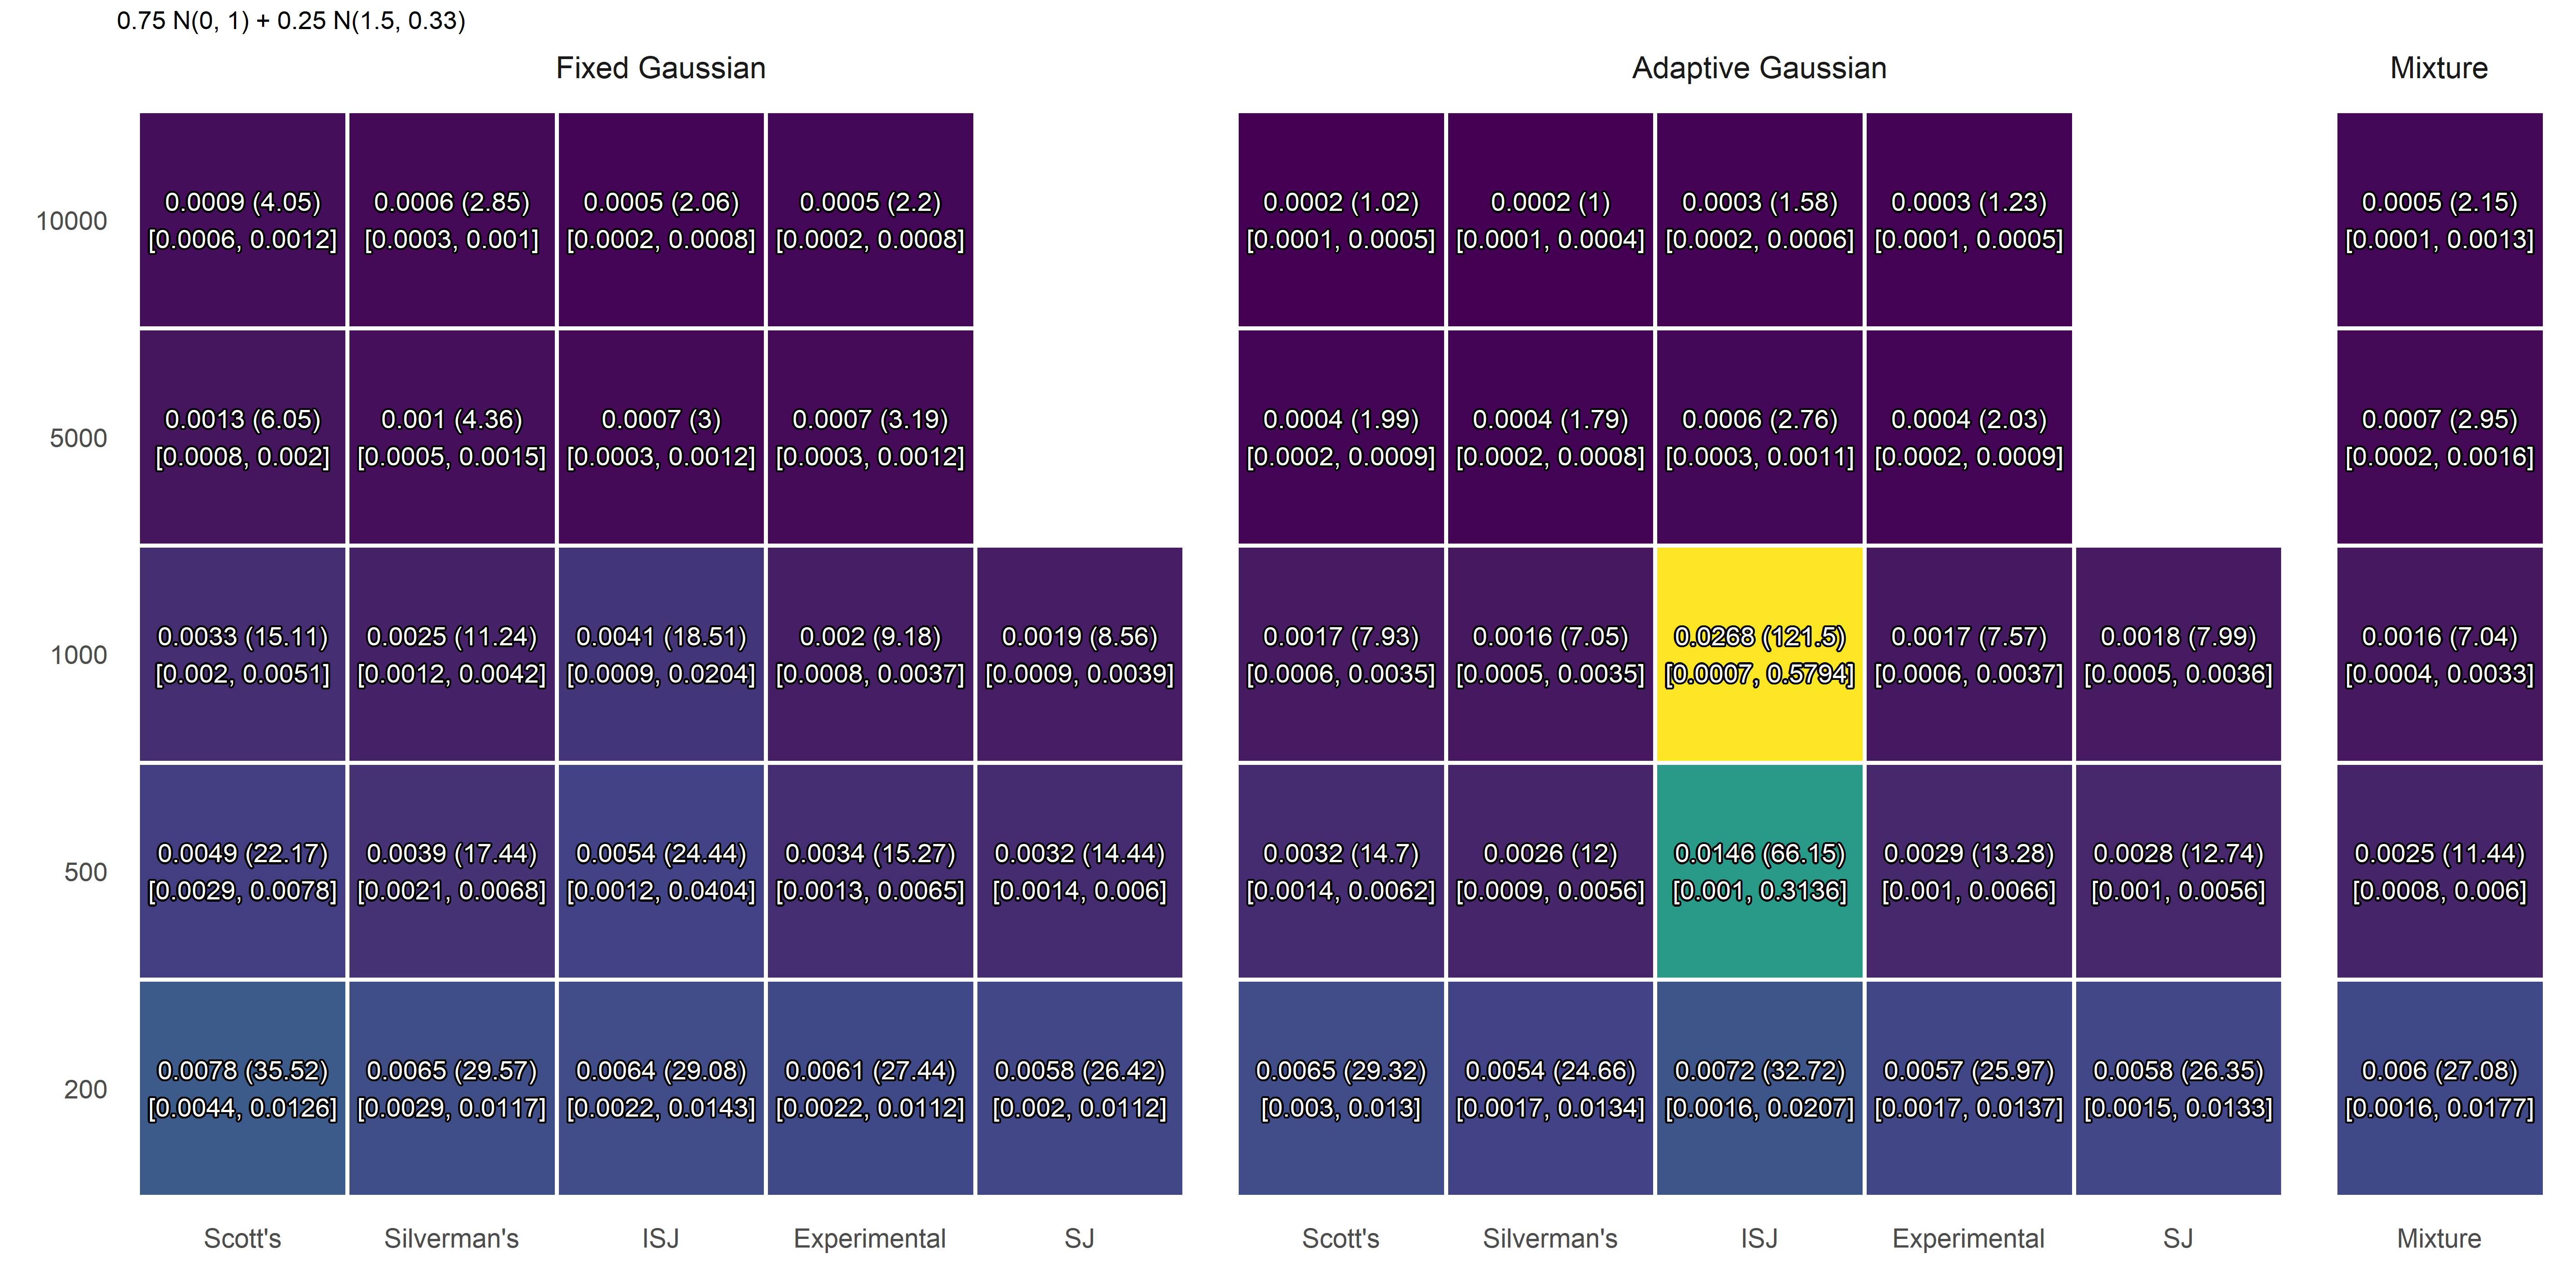 0.75 N(0, 1) + 0.25 N(1.5, 0.33)
Fixed Gaussian Adaptive Gaussian Mixture
0.0009 (4.05) 0.0006 (2.85) 0.0005 (2.06) 0.0005 (2.2) 0.0002 (1.02) 0.0002 (1) 0.0003 (1.58) 0.0003 (1.23) 0.0005 (2.15)
10000
[0.0006, 0.0012] [0.0003, 0.001] [0.0002, 0.0008] [0.0002, 0.0008] [0.0001, 0.0005] [0.0001, 0.0004] [0.0002, 0.0006] [0.0001, 0.0005] [0.0001, 0.0013]
0.0013 (6.05) 0.001 (4.36) 0.0007 (3) 0.0007 (3.19) 0.0004 (1.99) 0.0004 (1.79) 0.0006 (2.76) 0.0004 (2.03) 0.0007 (2.95)
5000
[0.0008, 0.002] [0.0005, 0.0015] [0.0003, 0.0012] [0.0003, 0.0012] [0.0002, 0.0009] [0.0002, 0.0008] [0.0003, 0.0011] [0.0002, 0.0009] [0.0002, 0.0016]
0.0033 (15.11) 0.0025 (11.24) 0.0041 (18.51) 0.002 (9.18) 0.0019 (8.56) 0.0017 (7.93) 0.0016 (7.05) 0.0268 (121.5) 0.0017 (7.57) 0.0018 (7.99) 0.0016 (7.04)
1000
[0.002, 0.0051] [0.0012, 0.0042] [0.0009, 0.0204] [0.0008, 0.0037] [0.0009, 0.0039] [0.0006, 0.0035] [0.0005, 0.0035] [0.0007, 0.5794] [0.0006, 0.0037] [0.0005, 0.0036] [0.0004, 0.0033]
0.0049 (22.17) 0.0039 (17.44) 0.0054 (24.44) 0.0034 (15.27) 0.0032 (14.44) 0.0032 (14.7) 0.0026 (12) 0.0146 (66.15) 0.0029 (13.28) 0.0028 (12.74) 0.0025 (11.44)
500
[0.0029, 0.0078] [0.0021, 0.0068] [0.0012, 0.0404] [0.0013, 0.0065] [0.0014, 0.006] [0.0014, 0.0062] [0.0009, 0.0056] [0.001, 0.3136] [0.001, 0.0066] [0.001, 0.0056] [0.0008, 0.006]
0.0078 (35.52) 0.0065 (29.57) 0.0064 (29.08) 0.0061 (27.44) 0.0058 (26.42) 0.0065 (29.32) 0.0054 (24.66) 0.0072 (32.72) 0.0057 (25.97) 0.0058 (26.35) 0.006 (27.08)
200
[0.0044, 0.0126] [0.0029, 0.0117] [0.0022, 0.0143] [0.0022, 0.0112] [0.002, 0.0112] [0.003, 0.013] [0.0017, 0.0134] [0.0016, 0.0207] [0.0017, 0.0137] [0.0015, 0.0133] [0.0016, 0.0177]
Scott's Silverman's ISJ Experimental SJ Scott's Silverman's ISJ Experimental SJ Mixture